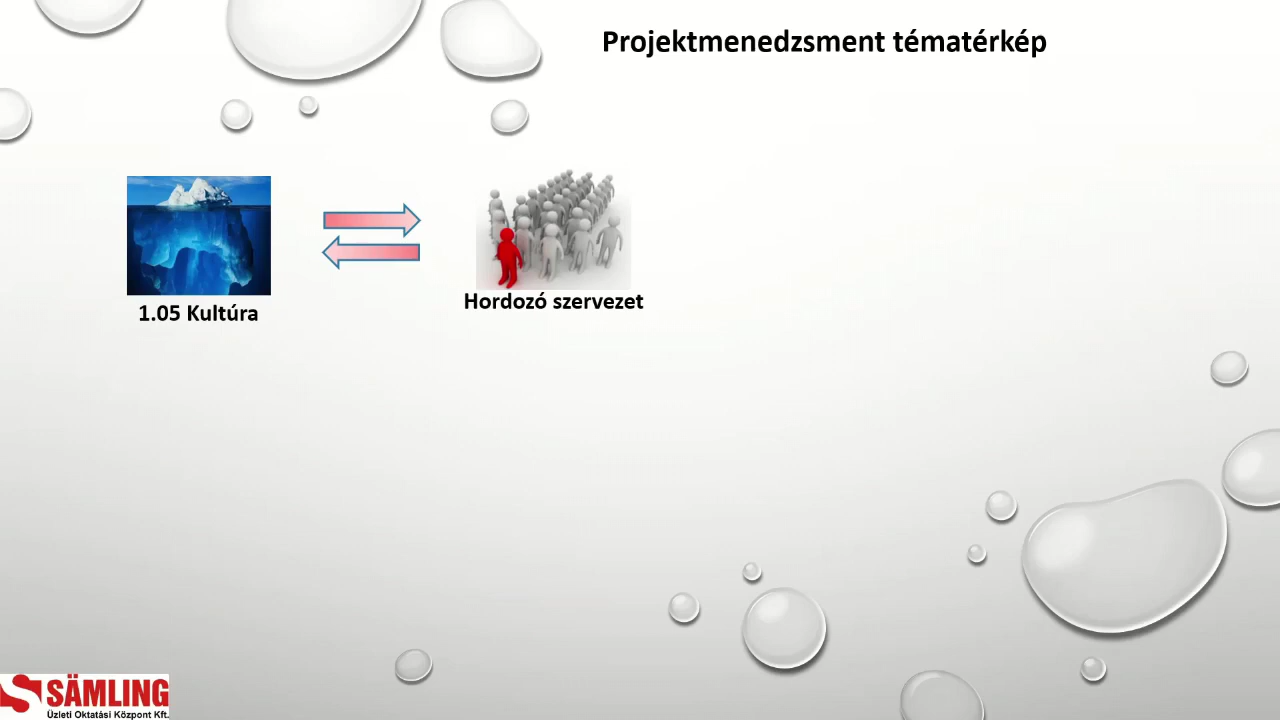 Projektmenedzsment tématérkép
1.05 Kultúra
Hordozó szervezet
SÄMLING
Üzleti Oktatási Központ Kft.